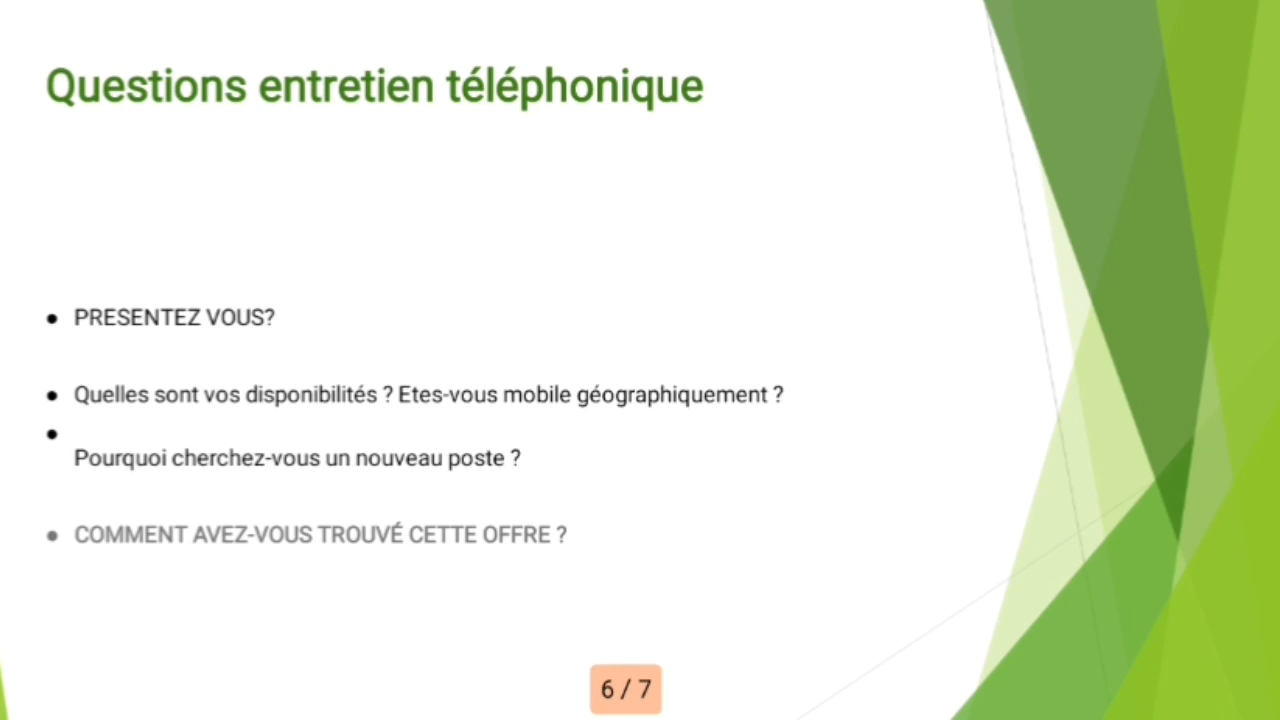 Questions entretien téléphonique
● PRESENTEZ VOUS?
● Quelles sont vos disponibilités ? Etes-vous mobile géographiquement ?
●
Pourquoi cherchez-vous un nouveau poste ?
● COMMENT AVEZ-VOUS TROUVÉ CETTE OFFRE ?
6 / 7